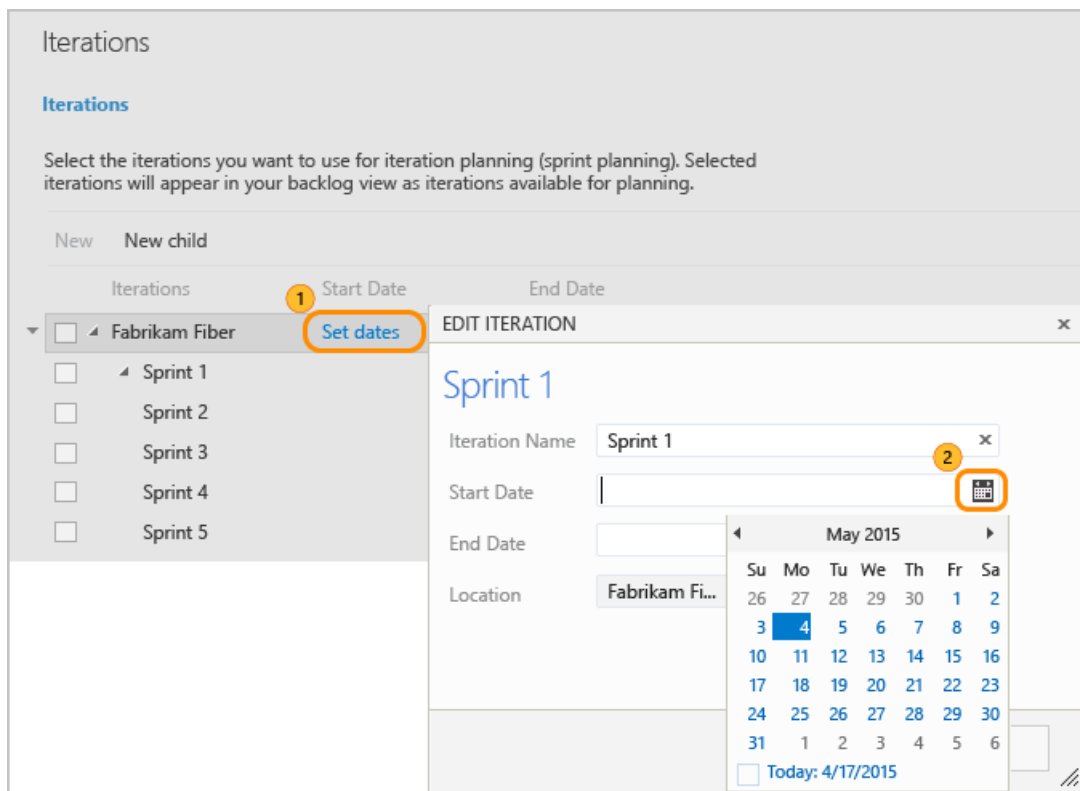 Iterations
Iterations
Select the iterations you want to use for iteration planning (sprint planning). Selected
iterations will appear in your backlog view as iterations available for planning.
New New child
Iterations Start Date End Date
1
Fabrikam Fiber Set dates
Sprint 1
Sprint 2
Sprint 3
Sprint 4
Sprint 5
EDIT ITERATION
Sprint 1
Iteration Name Sprint 1
2
Start Date
End Date
Location Fabrikam Fi...
May 2015
Su Mo Tu We Th Fr Sa
26 27 28 29 30 1 2
3 4 5 6 7 8 9
10 11 12 13 14 15 16
17 18 19 20 21 22 23
24 25 26 27 28 29 30
31 1 2 3 4 5 6
Today: 4/17/2015